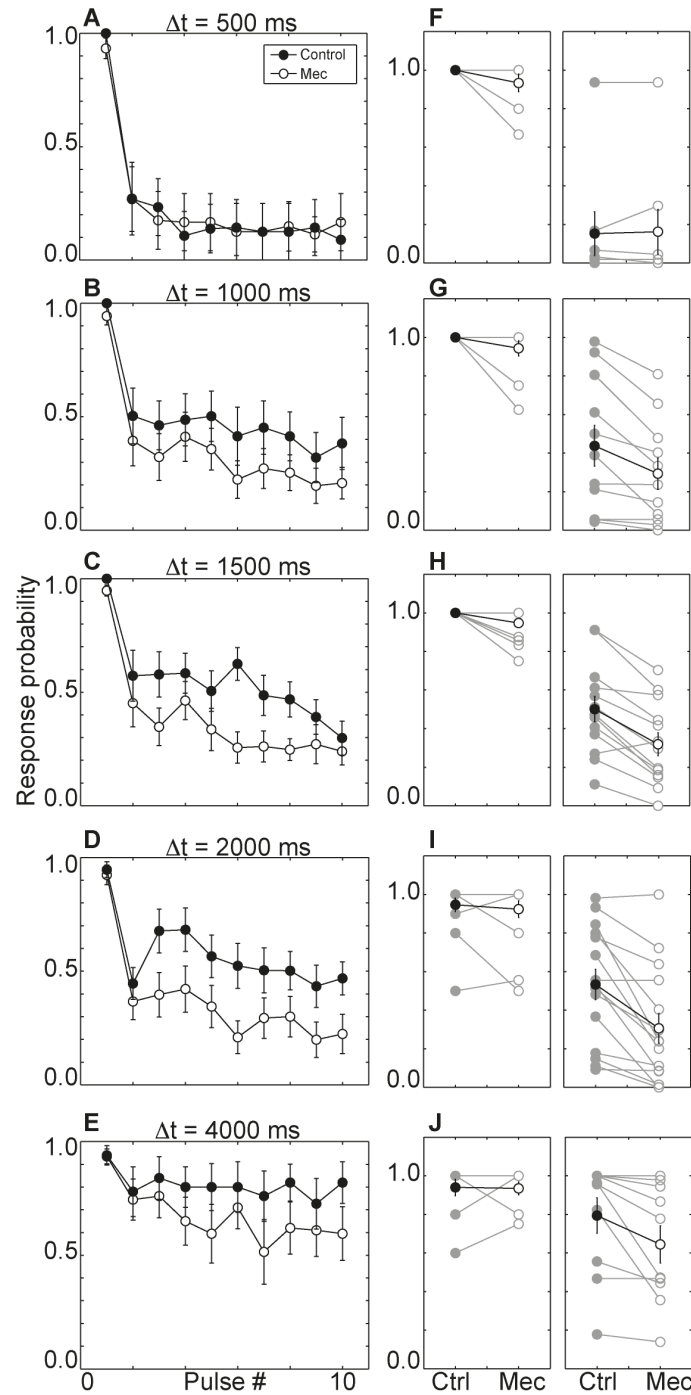 A
Δt = 500 ms
Control
Mec
1.0
0.5
0.0
F
1.0
0.0
B
Δt = 1000 ms
1.0
0.5
0.0
G
1.0
0.0
C
Δt = 1500 ms
1.0
0.5
0.0
H
1.0
0.0
Response probability
D
Δt = 2000 ms
1.0
0.5
0.0
I
1.0
0.0
E
Δt = 4000 ms
1.0
0.5
0.0
J
1.0
0.0
0 Pulse # 10
Ctrl Mec Ctrl Mec